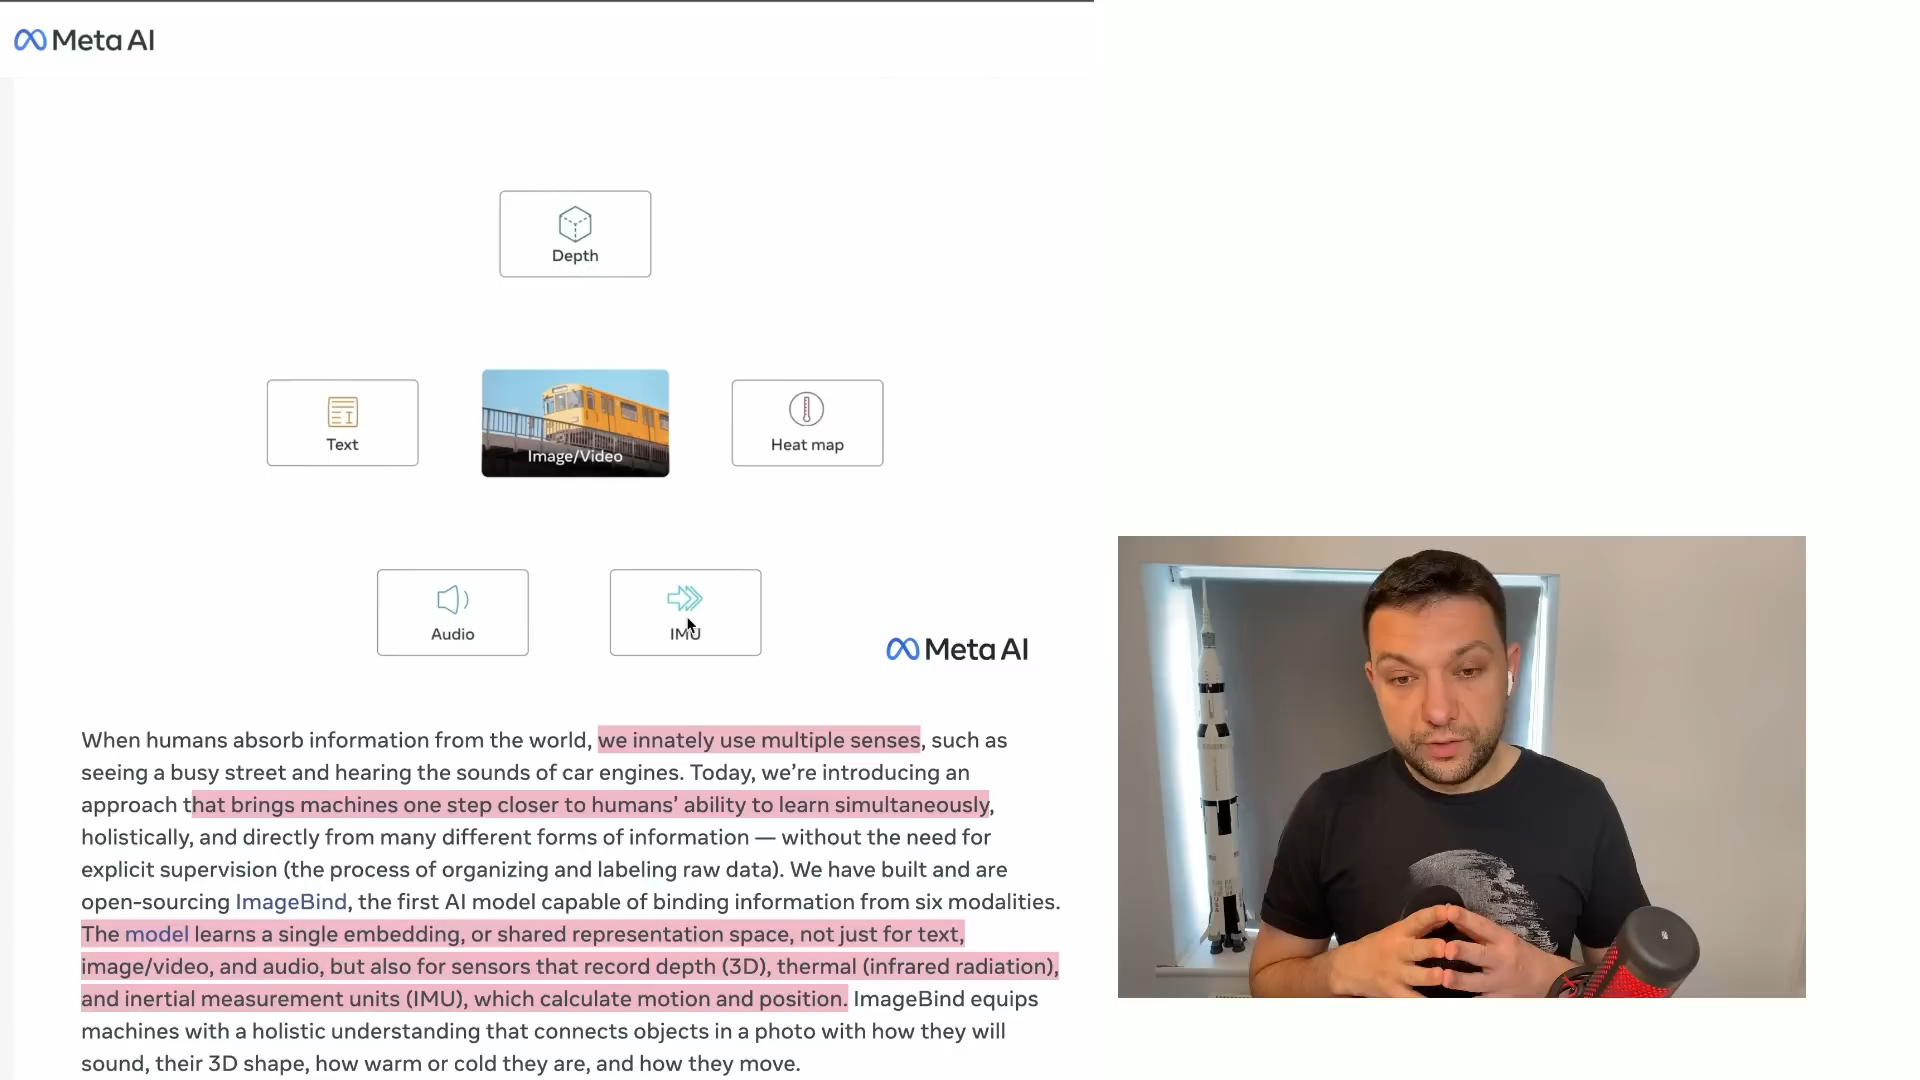 Meta AI
Depth
Text
Image/Video
Heat map
Audio
IMU
Meta AI
When humans absorb information from the world, we innately use multiple senses, such as
seeing a busy street and hearing the sounds of car engines. Today, we’re introducing an
approach that brings machines one step closer to humans’ ability to learn simultaneously,
holistically, and directly from many different forms of information — without the need for
explicit supervision (the process of organizing and labeling raw data). We have built and are
open-sourcing ImageBind, the first AI model capable of binding information from six modalities.
The model learns a single embedding, or shared representation space, not just for text,
image/video, and audio, but also for sensors that record depth (3D), thermal (infrared radiation),
and inertial measurement units (IMU), which calculate motion and position. ImageBind equips
machines with a holistic understanding that connects objects in a photo with how they will
sound, their 3D shape, how warm or cold they are, and how they move.